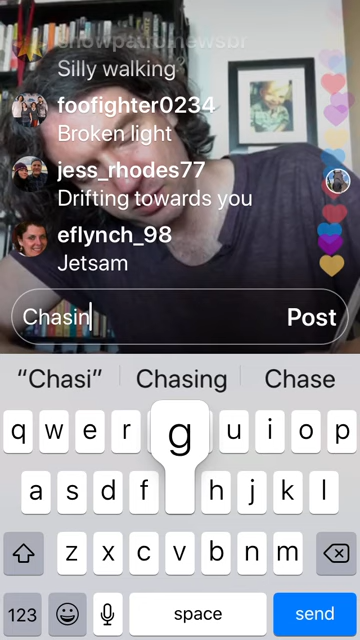 snowpatrolnewsbr
Silly walking
foofighter0234
Broken light
jess_rhodes77
Drifting towards you
eflynch_98
Jetsam
Chasin Post
“Chasi” Chasing Chase
q w e r g u i o p
a s d f h j k l
z x c v b n m
123 space send